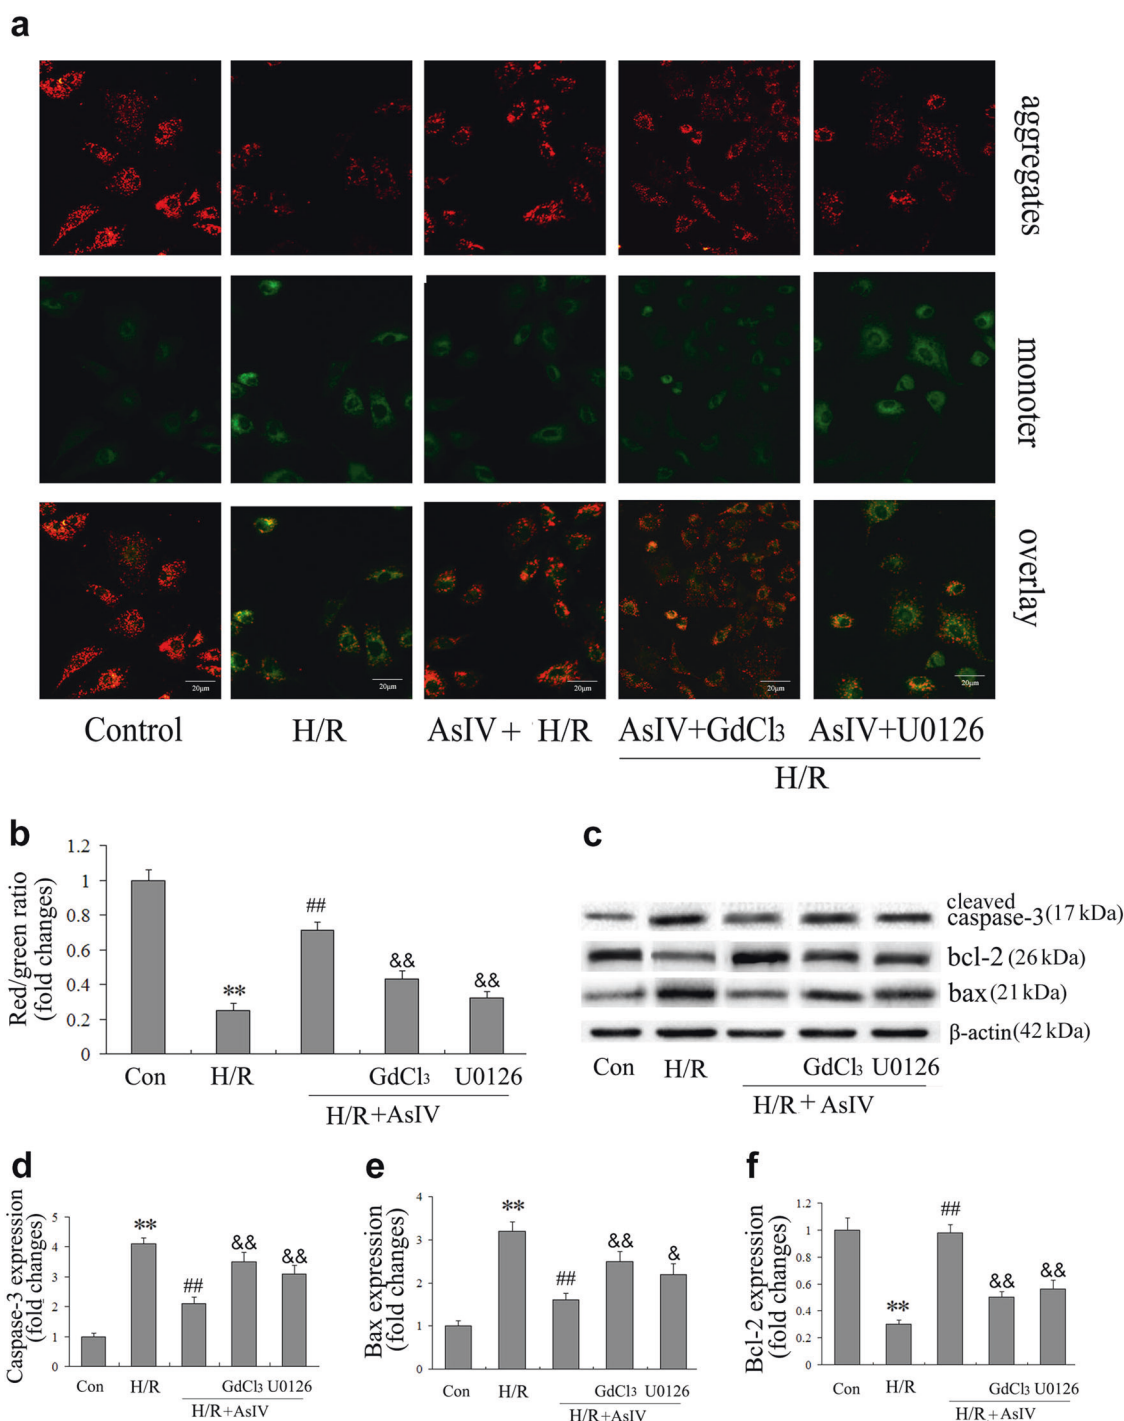 a
aggregates
monoter
overlay
20μm
20μm
20μm
20μm
20μm
Control
H/R
AsIV + H/R
AsIV+GdCl₃
AsIV+U0126
H/R
b
Red/green ratio
(fold changes)
1.2
1
0.8
0.6
0.4
0.2
0
**
##
&&
&&
Con
H/R
GdCl₃
U0126
H/R+AsIV
c
cleaved
caspase-3(17 kDa)
bcl-2 (26 kDa)
bax (21 kDa)
β-actin(42 kDa)
Con
H/R
GdCl₃ U0126
H/R + AsIV
d
Caspase-3 expression
(fold changes)
5
4
3
2
1
0
**
##
&&
&&
Con
H/R
GdCl₃ U0126
H/R+AsIV
e
Bax expression
(fold changes)
4
3
2
1
0
**
##
&&
&
Con
H/R
GdCl₃ U0126
H/R+AsIV
f
Bcl-2 expression
(fold changes)
1.2
1
0.8
0.6
0.4
0.2
0
**
##
&&
&&
Con
H/R
GdCl₃ U0126
H/R+AsIV